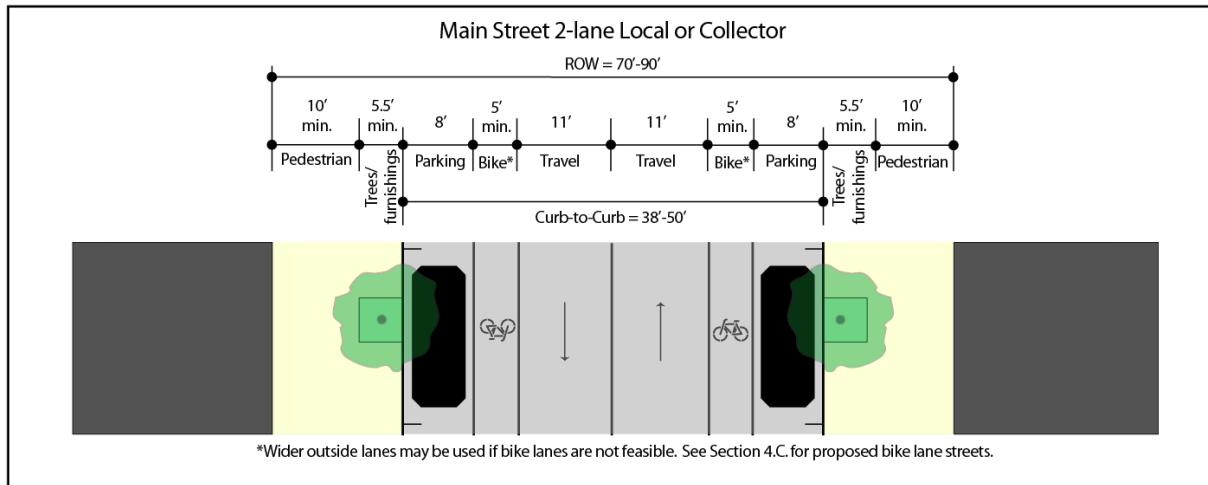 Main Street 2-lane Local or Collector
ROW = 70'-90'
10' min.
5.5' min.
8'
5' min.
11'
11'
5' min.
8'
5.5' min.
10' min.
Pedestrian
Trees/
furnishings
Parking
Bike*
Travel
Travel
Bike*
Parking
Trees/
furnishings
Pedestrian
Curb-to-Curb = 38'-50'
*Wider outside lanes may be used if bike lanes are not feasible. See Section 4.C. for proposed bike lane streets.